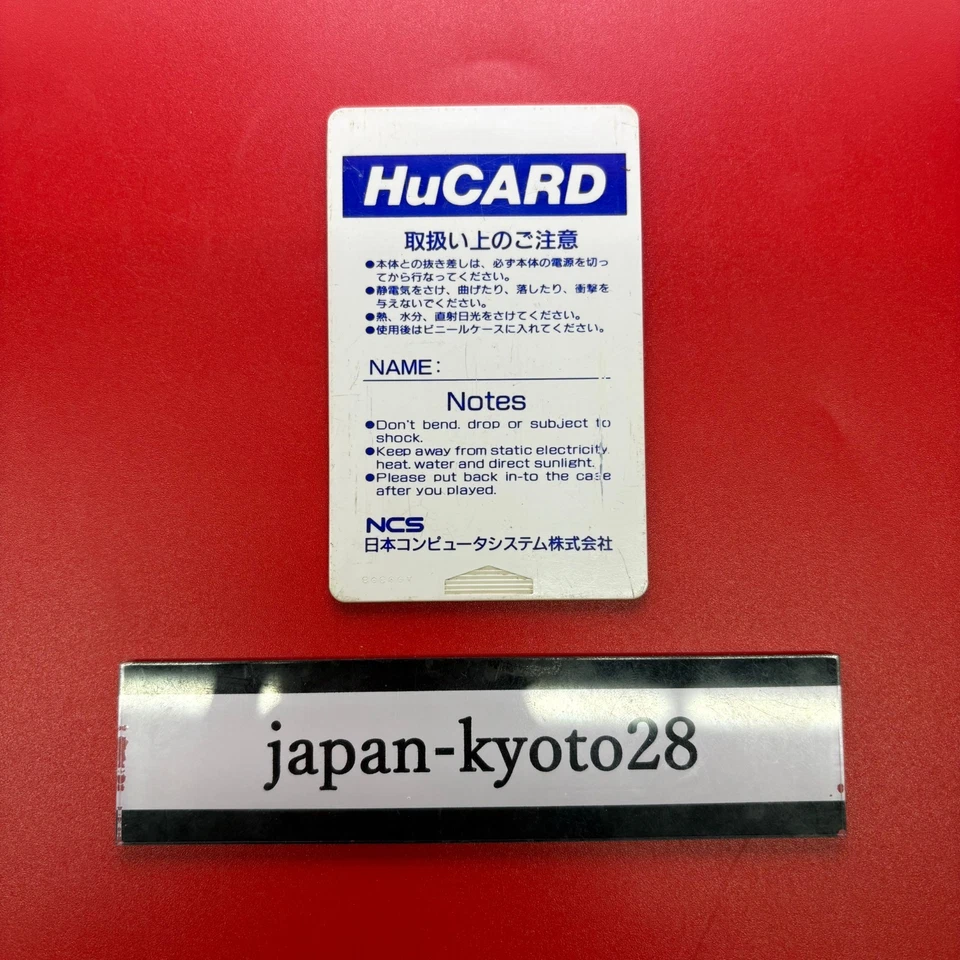 HuCARD
取扱い上のご注意
●本体との抜き差しは、必ず本体の電源を切っ
てから行なってください。
●静電気をさけ、曲げたり、落したり、衝撃を
与えないでください。
●熱、水分、直射日光をさけてください。
●使用後はビニールケースに入れてください。
NAME:
Notes
●Don't bend, drop or subject to
shock.
●Keep away from static electricity,
heat, water and direct sunlight.
●Please put back in-to the case
after you played.
NCS
日本コンピュータシステム株式会社
japan-kyoto28